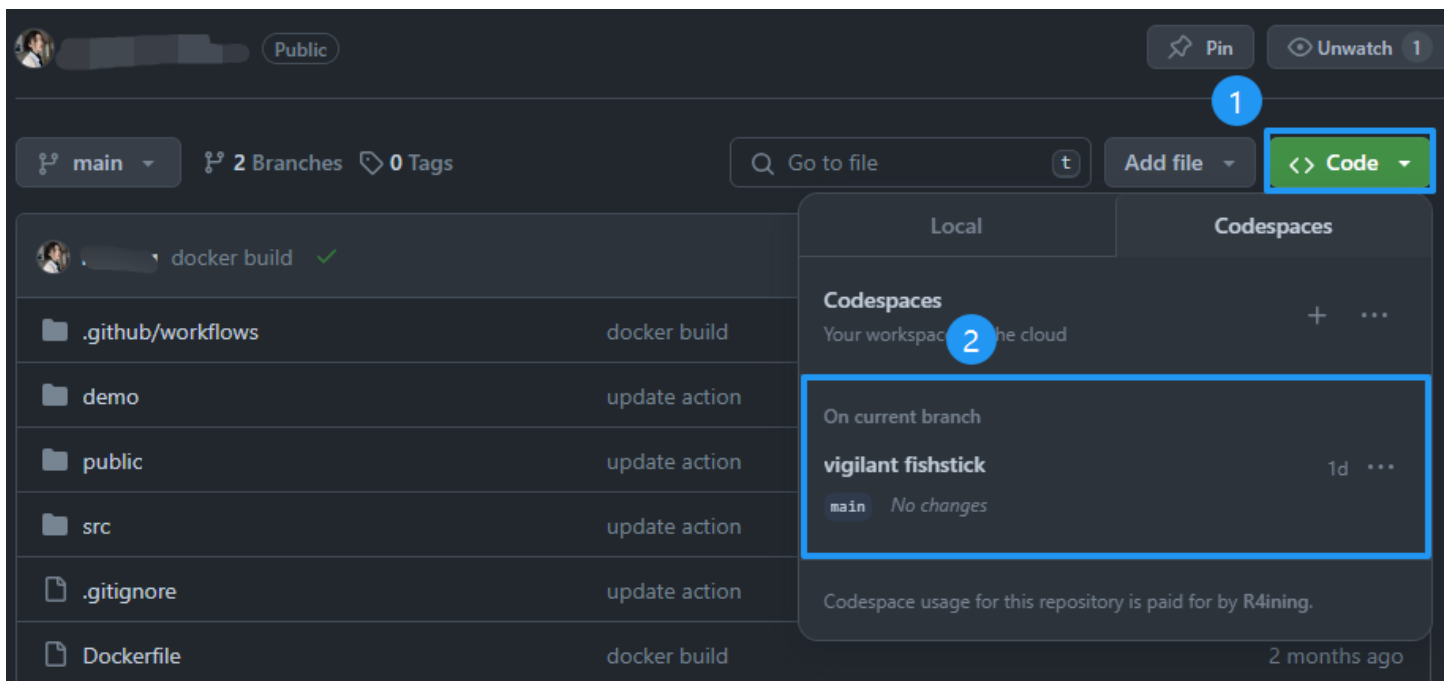 Public
Pin
Unwatch 1
1
main
2 Branches
0 Tags
Go to file
t
Add file
<> Code
Local
Codespaces
docker build
Codespaces
Your workspac
he cloud
2
.github/workflows
docker build
demo
update action
On current branch
public
update action
vigilant fishstick
1d
main
No changes
src
update action
.gitignore
update action
Codespace usage for this repository is paid for by R4ining.
Dockerfile
docker build
2 months ago